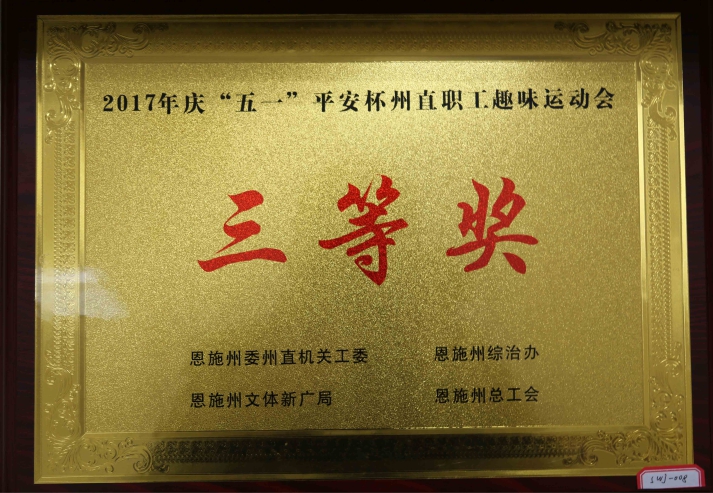 2017年庆“五一”平安杯州直职工趣味运动会
三等奖
恩施州委州直机关工委 恩施州综治办
恩施州文体新广局 恩施州总工会